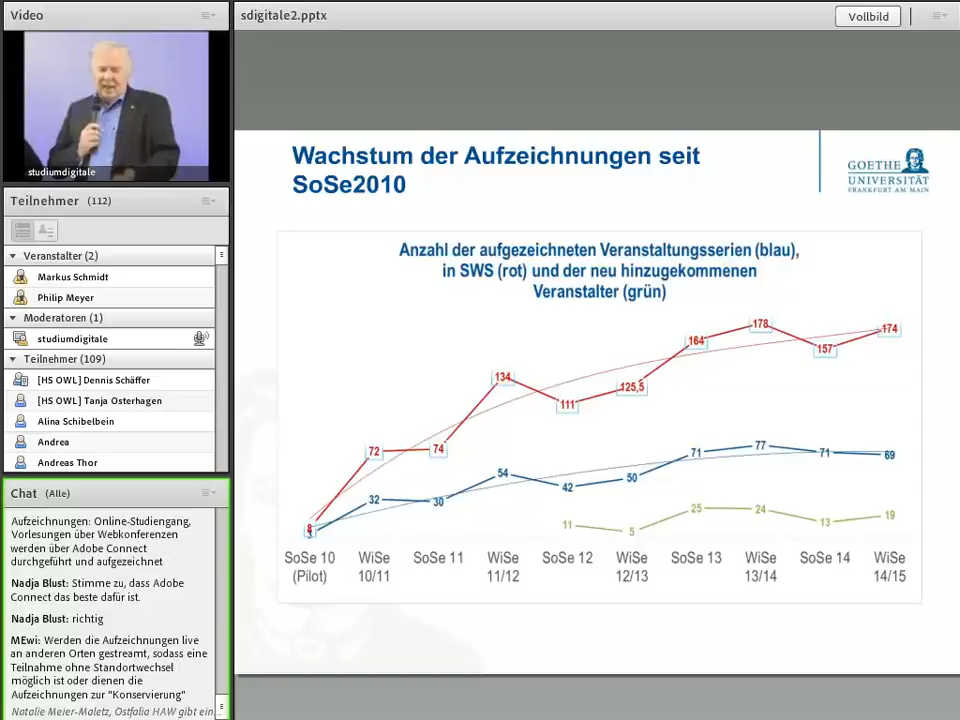 Video
studiumdigitale
Teilnehmer (112)
Veranstalter (2)
Markus Schmidt
Philip Meyer
Moderatoren (1)
studiumdigitale
Teilnehmer (109)
[HS OWL] Dennis Schäffer
[HS OWL] Tanja Osterhagen
Alina Schibelbein
Andrea
Andreas Thor
Chat (Alle)
Aufzeichnungen: Online-Studiengang,
Vorlesungen über Webkonferenzen
werden über Adobe Connect
durchgeführt und aufgezeichnet
Nadja Blust: Stimme zu, dass Adobe
Connect das beste dafür ist.
Nadja Blust: richtig
MEwi: Werden die Aufzeichnungen live
an anderen Orten gestreamt, sodass eine
Teilnahme ohne Standortwechsel
möglich ist oder dienen die
Aufzeichnungen zur "Konservierung"
Natalie Meier-Maletz, Ostfalia HAW gibt ein...
sdigitale2.pptx
Vollbild
Wachstum der Aufzeichnungen seit
SoSe2010
GOETHE
UNIVERSITÄT
FRANKFURT AM MAIN
Anzahl der aufgezeichneten Veranstaltungsserien (blau),
in SWS (rot) und der neu hinzugekommenen
Veranstalter (grün)
72 74 134 111 125,5 164 178 157 174
32 30 54 42 50 71 77 71 69
11 5 25 24 13 19
SoSe 10 WiSe SoSe 11 WiSe SoSe 12 WiSe SoSe 13 WiSe SoSe 14 WiSe
(Pilot) 10/11 11/12 12/13 13/14 14/15